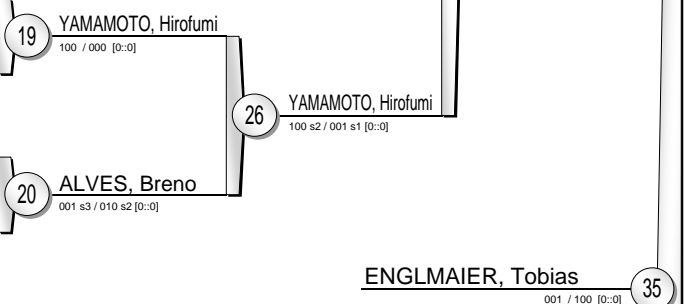 19 YAMAMOTO, Hirofumi
100 / 000 [0::0]
26 YAMAMOTO, Hirofumi
100 s2 / 001 s1 [0::0]
20 ALVES, Breno
001 s3 / 010 s2 [0::0]
ENGLMAIER, Tobias 35
001 / 100 [0::0]